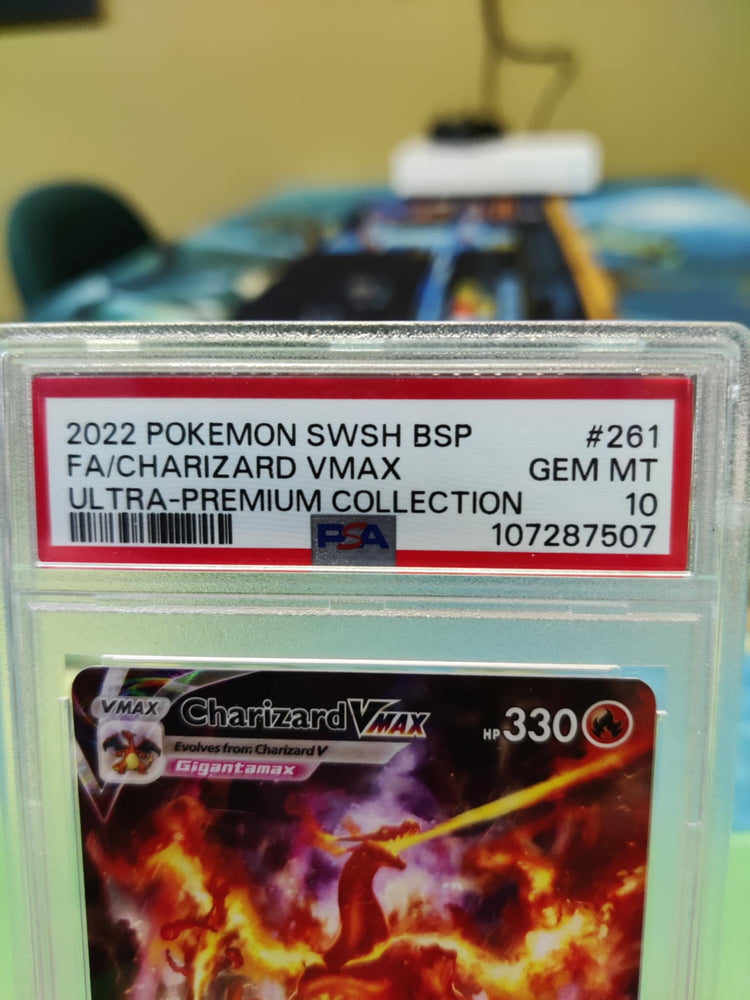 2022 POKEMON SWSH BSP #261
FA/CHARIZARD VMAX GEM MT
ULTRA-PREMIUM COLLECTION 10
PSA 107287507
VMAX Charizard VMAX HP 330
Evolves from Charizard V
Gigantamax